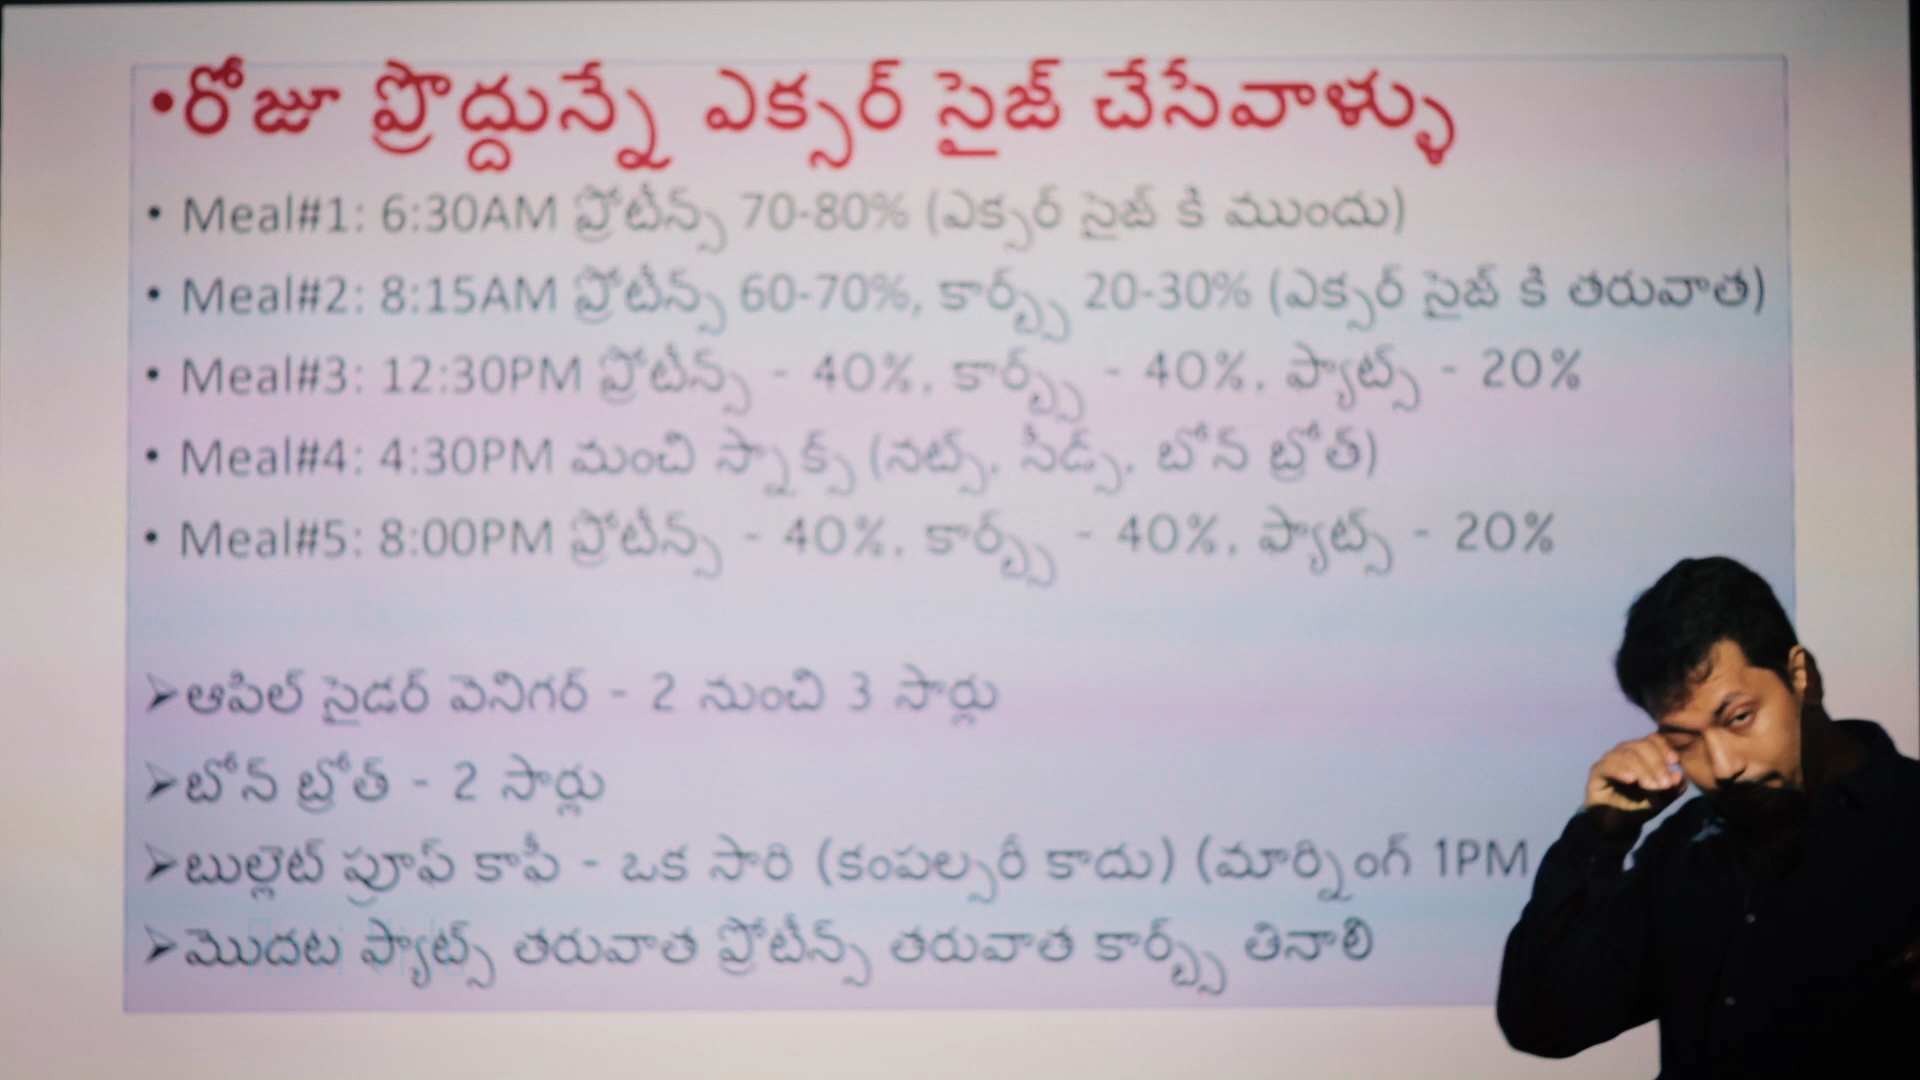 •రోజూ ప్రొద్దున్నే ఎక్సర్ సైజ్ చేసేవాళ్ళు
• Meal#1: 6:30AM ప్రోటీన్స్ 70-80% (ఎక్సర్ సైజ్ కి ముందు)
• Meal#2: 8:15AM ప్రోటీన్స్ 60-70%, కార్బ్స్ 20-30% (ఎక్సర్ సైజ్ కి తరువాత)
• Meal#3: 12:30PM ప్రోటీన్స్ - 40%, కార్బ్స్ - 40%, ఫ్యాట్స్ - 20%
• Meal#4: 4:30PM మంచి స్నాక్స్ (నట్స్, సీడ్స్, బోన్ బ్రోత్)
• Meal#5: 8:00PM ప్రోటీన్స్ - 40%, కార్బ్స్ - 40%, ఫ్యాట్స్ - 20%
➢ఆపిల్ సైడర్ వెనిగర్ - 2 నుంచి 3 సార్లు
➢బోన్ బ్రోత్ - 2 సార్లు
➢బుల్లెట్ ప్రూఫ్ కాఫీ - ఒక సారి (కంపల్సరీ కాదు) (మార్నింగ్ 1PM
➢మొదట ఫ్యాట్స్ తరువాత ప్రోటీన్స్ తరువాత కార్బ్స్ తినాలి